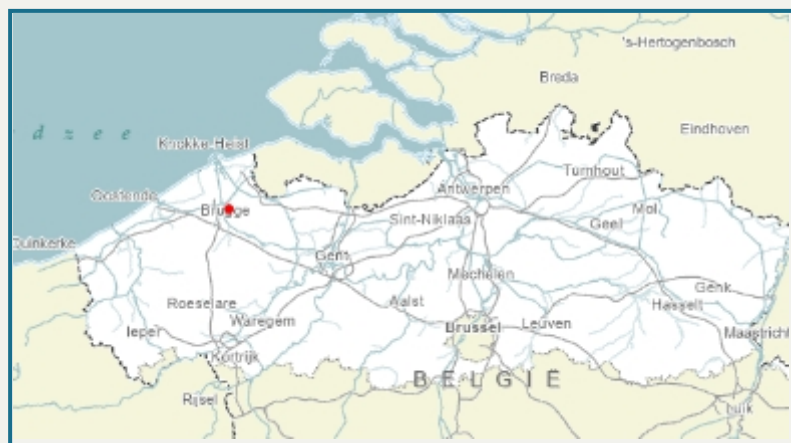 's-Hertogenbosch
Breda
Eindhoven
d z e e
Knokke-Heist
Turnhout
Oostende
Antwerpen
Mol
Brugge
Sint-Niklaas
Geel
Duinkerke
Gent
Mechelen
Genk
Roeselare
Aalst
Hasselt
Ieper
Waregem
Brussel
Leuven
Maastricht
Kortrijk
BELGIË
Rijsel
Luik